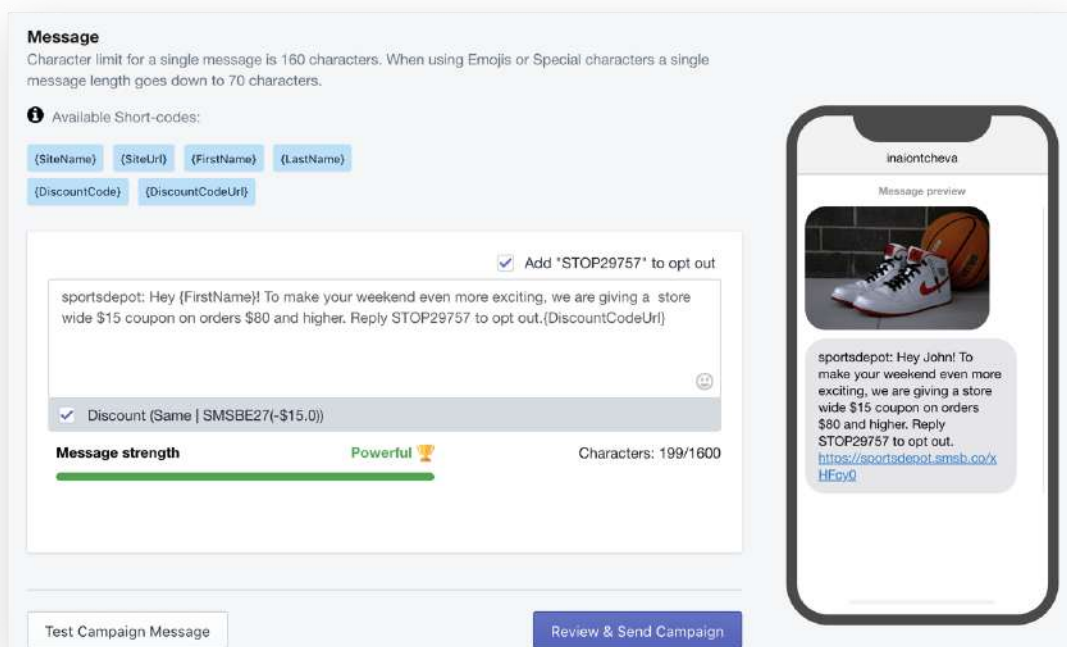 Message
Character limit for a single message is 160 characters. When using Emojis or Special characters a single
message length goes down to 70 characters.
Available Short-codes:
{SiteName} {SiteUrl} {FirstName} {LastName}
{DiscountCode} {DiscountCodeUrl}
Add "STOP29757" to opt out
sportsdepot: Hey {FirstName}! To make your weekend even more exciting, we are giving a  store
wide $15 coupon on orders $80 and higher. Reply STOP29757 to opt out.{DiscountCodeUrl}
Discount (Same | SMSBE27(-$15.0))
Message strength Powerful Characters: 199/1600
Test Campaign Message Review & Send Campaign
inaiontcheva
Message preview
sportsdepot: Hey John! To
make your weekend even more
exciting, we are giving a store
wide $15 coupon on orders
$80 and higher. Reply
STOP29757 to opt out.
https://sportsdepot.smsb.co/x
HFcy0